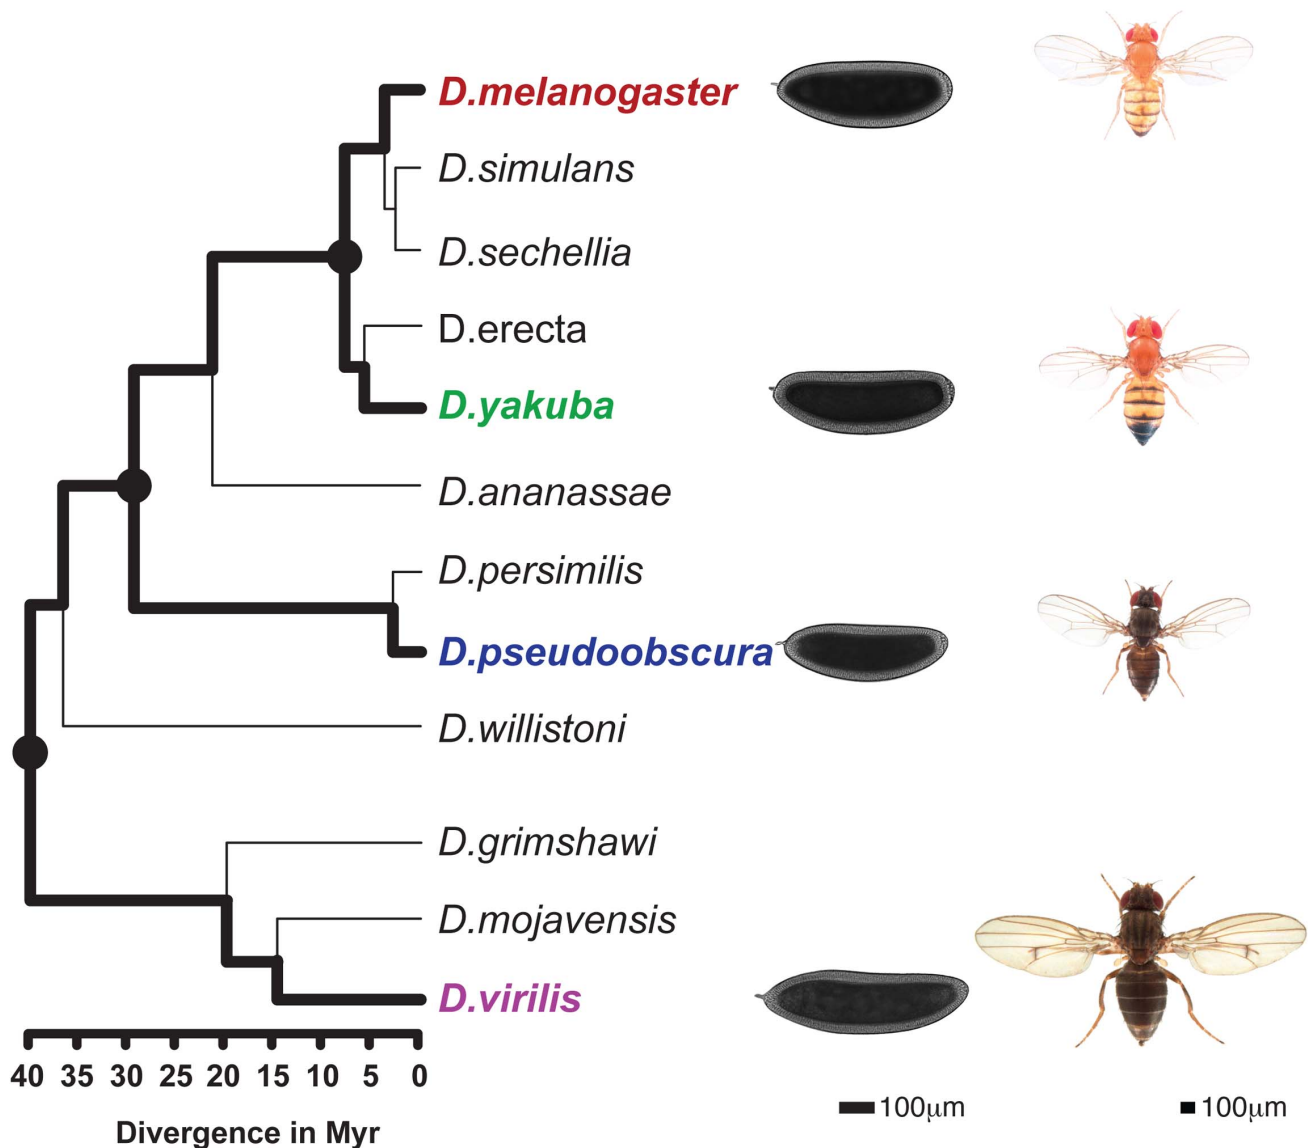 D.melanogaster
D.simulans
D.sechellia
D.erecta
D.yakuba
D.ananassae
D.persimilis
D.pseudoobscura
D.willistoni
D.grimshawi
D.mojavensis
D.virilis
40 35 30 25 20 15 10 5 0
Divergence in Myr
100μm
100μm